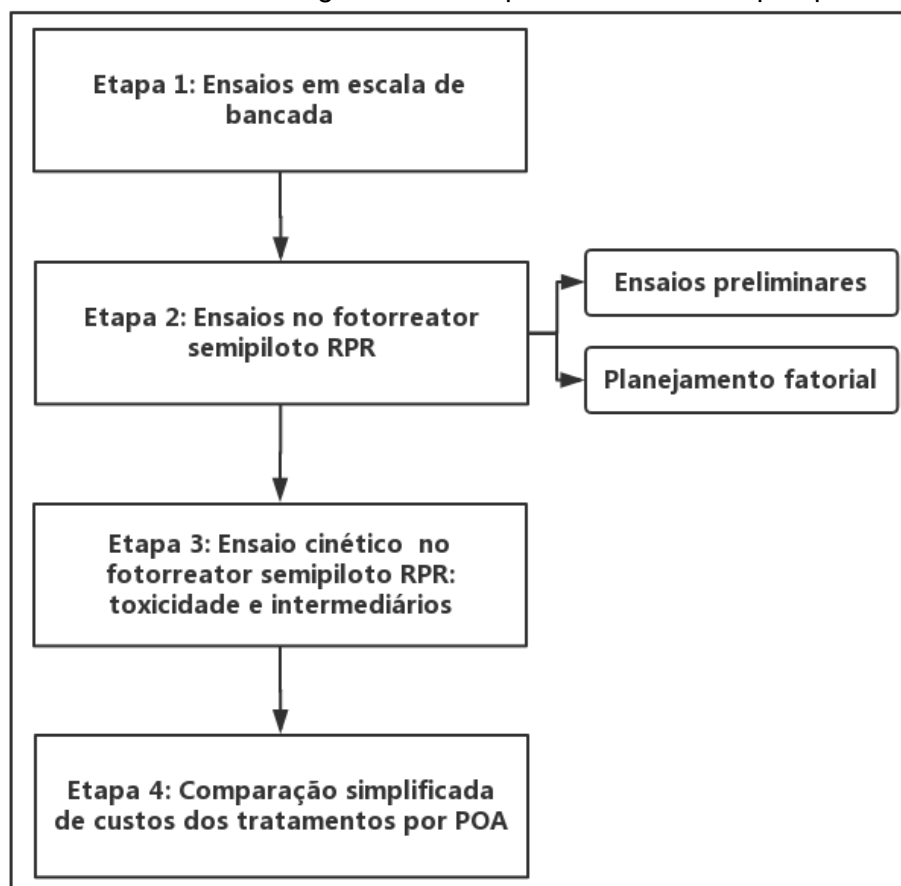 Etapa 1: Ensaios em escala de
bancada
Etapa 2: Ensaios no fotorreator
semipiloto RPR
Ensaios preliminares
Planejamento fatorial
Etapa 3: Ensaio cinético no
fotorreator semipiloto RPR:
toxicidade e intermediários
Etapa 4: Comparação simplificada
de custos dos tratamentos por POA